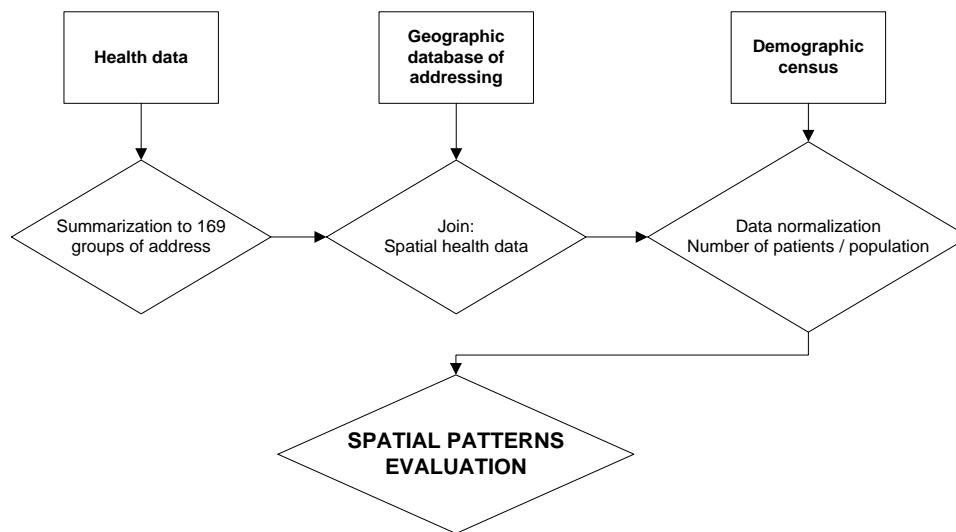 Health data
Geographic
database of
addressing
Demographic
census
Summarization to 169
groups of address
Join:
Spatial health data
Data normalization
Number of patients / population
SPATIAL PATTERNS
EVALUATION